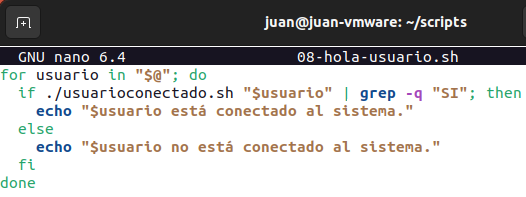 juan@juan-vmware: ~/scripts
GNU nano 6.4 08-hola-usuario.sh
for usuario in "$@"; do
  if ./usuarioconectado.sh "$usuario" | grep -q "SI"; then
    echo "$usuario está conectado al sistema."
  else
    echo "$usuario no está conectado al sistema."
  fi
done